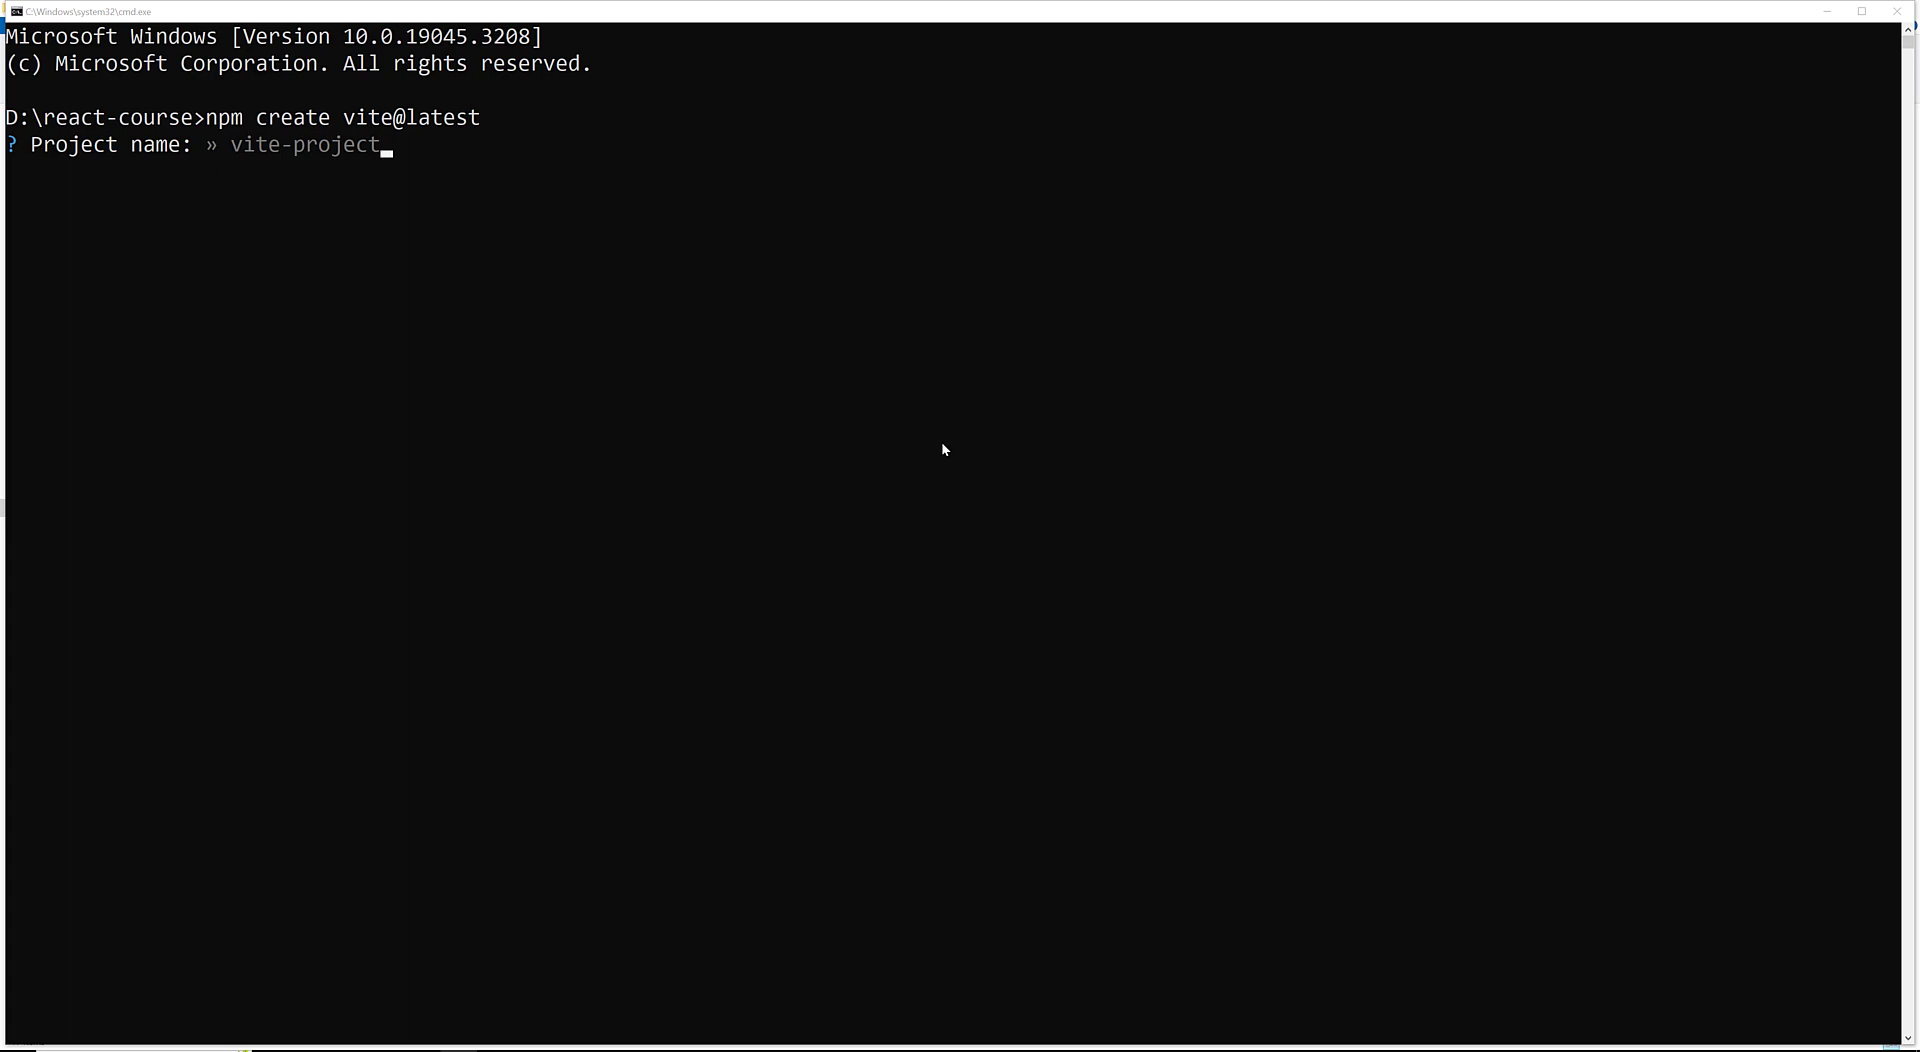 C:\Windows\system32\cmd.exe
Microsoft Windows [Version 10.0.19045.3208]
(c) Microsoft Corporation. All rights reserved.
D:\react-course>npm create vite@latest
? Project name: » vite-project